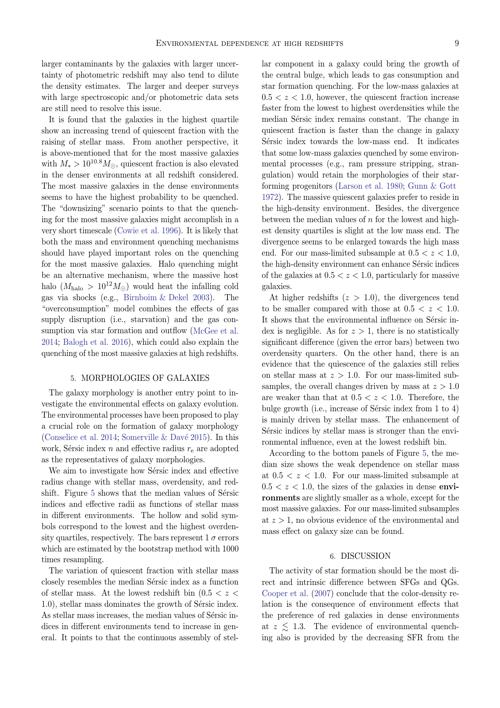 ENVIRONMENTAL DEPENDENCE AT HIGH REDSHIFTS 9
larger contaminants by the galaxies with larger uncer-
tainty of photometric redshift may also tend to dilute
the density estimates. The larger and deeper surveys
with large spectroscopic and/or photometric data sets
are still need to resolve this issue.
It is found that the galaxies in the highest quartile
show an increasing trend of quiescent fraction with the
raising of stellar mass. From another perspective, it
is above-mentioned that for the most massive galaxies
with M* > 10^10.8 M⊙, quiescent fraction is also elevated
in the denser environments at all redshift considered.
The most massive galaxies in the dense environments
seems to have the highest probability to be quenched.
The “downsizing” scenario points to that the quench-
ing for the most massive galaxies might accomplish in a
very short timescale (Cowie et al. 1996). It is likely that
both the mass and environment quenching mechanisms
should have played important roles on the quenching
for the most massive galaxies. Halo quenching might
be an alternative mechanism, where the massive host
halo (Mhalo > 10^12 M⊙) would heat the infalling cold
gas via shocks (e.g., Birnboim & Dekel 2003). The
“overconsumption” model combines the effects of gas
supply disruption (i.e., starvation) and the gas con-
sumption via star formation and outflow (McGee et al.
2014; Balogh et al. 2016), which could also explain the
quenching of the most massive galaxies at high redshifts.
5. MORPHOLOGIES OF GALAXIES
The galaxy morphology is another entry point to in-
vestigate the environmental effects on galaxy evolution.
The environmental processes have been proposed to play
a crucial role on the formation of galaxy morphology
(Conselice et al. 2014; Somerville & Davé 2015). In this
work, Sérsic index n and effective radius re are adopted
as the representatives of galaxy morphologies.
We aim to investigate how Sérsic index and effective
radius change with stellar mass, overdensity, and red-
shift. Figure 5 shows that the median values of Sérsic
indices and effective radii as functions of stellar mass
in different environments. The hollow and solid sym-
bols correspond to the lowest and the highest overden-
sity quartiles, respectively. The bars represent 1 σ errors
which are estimated by the bootstrap method with 1000
times resampling.
The variation of quiescent fraction with stellar mass
closely resembles the median Sérsic index as a function
of stellar mass. At the lowest redshift bin (0.5 < z <
1.0), stellar mass dominates the growth of Sérsic index.
As stellar mass increases, the median values of Sérsic in-
dices in different environments tend to increase in gen-
eral. It points to that the continuous assembly of stel-
lar component in a galaxy could bring the growth of
the central bulge, which leads to gas consumption and
star formation quenching. For the low-mass galaxies at
0.5 < z < 1.0, however, the quiescent fraction increase
faster from the lowest to highest overdensities while the
median Sérsic index remains constant. The change in
quiescent fraction is faster than the change in galaxy
Sérsic index towards the low-mass end. It indicates
that some low-mass galaxies quenched by some environ-
mental processes (e.g., ram pressure stripping, stran-
gulation) would retain the morphologies of their star-
forming progenitors (Larson et al. 1980; Gunn & Gott
1972). The massive quiescent galaxies prefer to reside in
the high-density environment. Besides, the divergence
between the median values of n for the lowest and high-
est density quartiles is slight at the low mass end. The
divergence seems to be enlarged towards the high mass
end. For our mass-limited subsample at 0.5 < z < 1.0,
the high-density environment can enhance Sérsic indices
of the galaxies at 0.5 < z < 1.0, particularly for massive
galaxies.
At higher redshifts (z > 1.0), the divergences tend
to be smaller compared with those at 0.5 < z < 1.0.
It shows that the environmental influence on Sérsic in-
dex is negligible. As for z > 1, there is no statistically
significant difference (given the error bars) between two
overdensity quarters. On the other hand, there is an
evidence that the quiescence of the galaxies still relies
on stellar mass at z > 1.0. For our mass-limited sub-
samples, the overall changes driven by mass at z > 1.0
are weaker than that at 0.5 < z < 1.0. Therefore, the
bulge growth (i.e., increase of Sérsic index from 1 to 4)
is mainly driven by stellar mass. The enhancement of
Sérsic indices by stellar mass is stronger than the envi-
ronmental influence, even at the lowest redshift bin.
According to the bottom panels of Figure 5, the me-
dian size shows the weak dependence on stellar mass
at 0.5 < z < 1.0. For our mass-limited subsample at
0.5 < z < 1.0, the sizes of the galaxies in dense envi-
ronments are slightly smaller as a whole, except for the
most massive galaxies. For our mass-limited subsamples
at z > 1, no obvious evidence of the environmental and
mass effect on galaxy size can be found.
6. DISCUSSION
The activity of star formation should be the most di-
rect and intrinsic difference between SFGs and QGs.
Cooper et al. (2007) conclude that the color-density re-
lation is the consequence of environment effects that
the preference of red galaxies in dense environments
at z ≲ 1.3. The evidence of environmental quench-
ing also is provided by the decreasing SFR from the